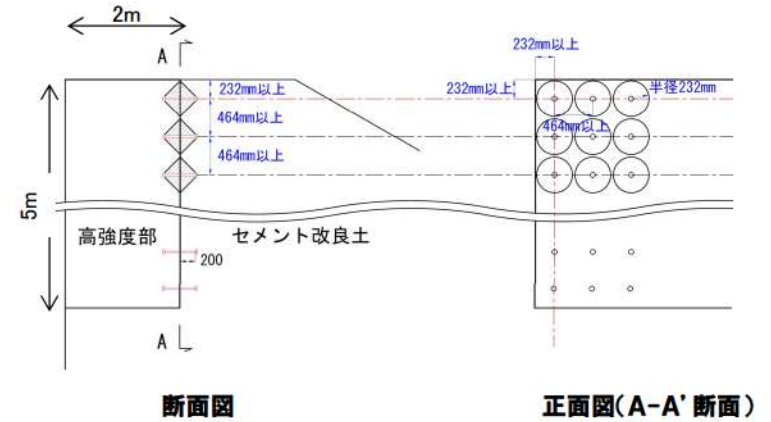 2m
A
232mm以上
232mm以上
232mm以上
半径232mm
464mm以上
464mm以上
464mm以上
5m
高強度部
セメント改良土
200
A
断面図
正面図(A-A'断面)